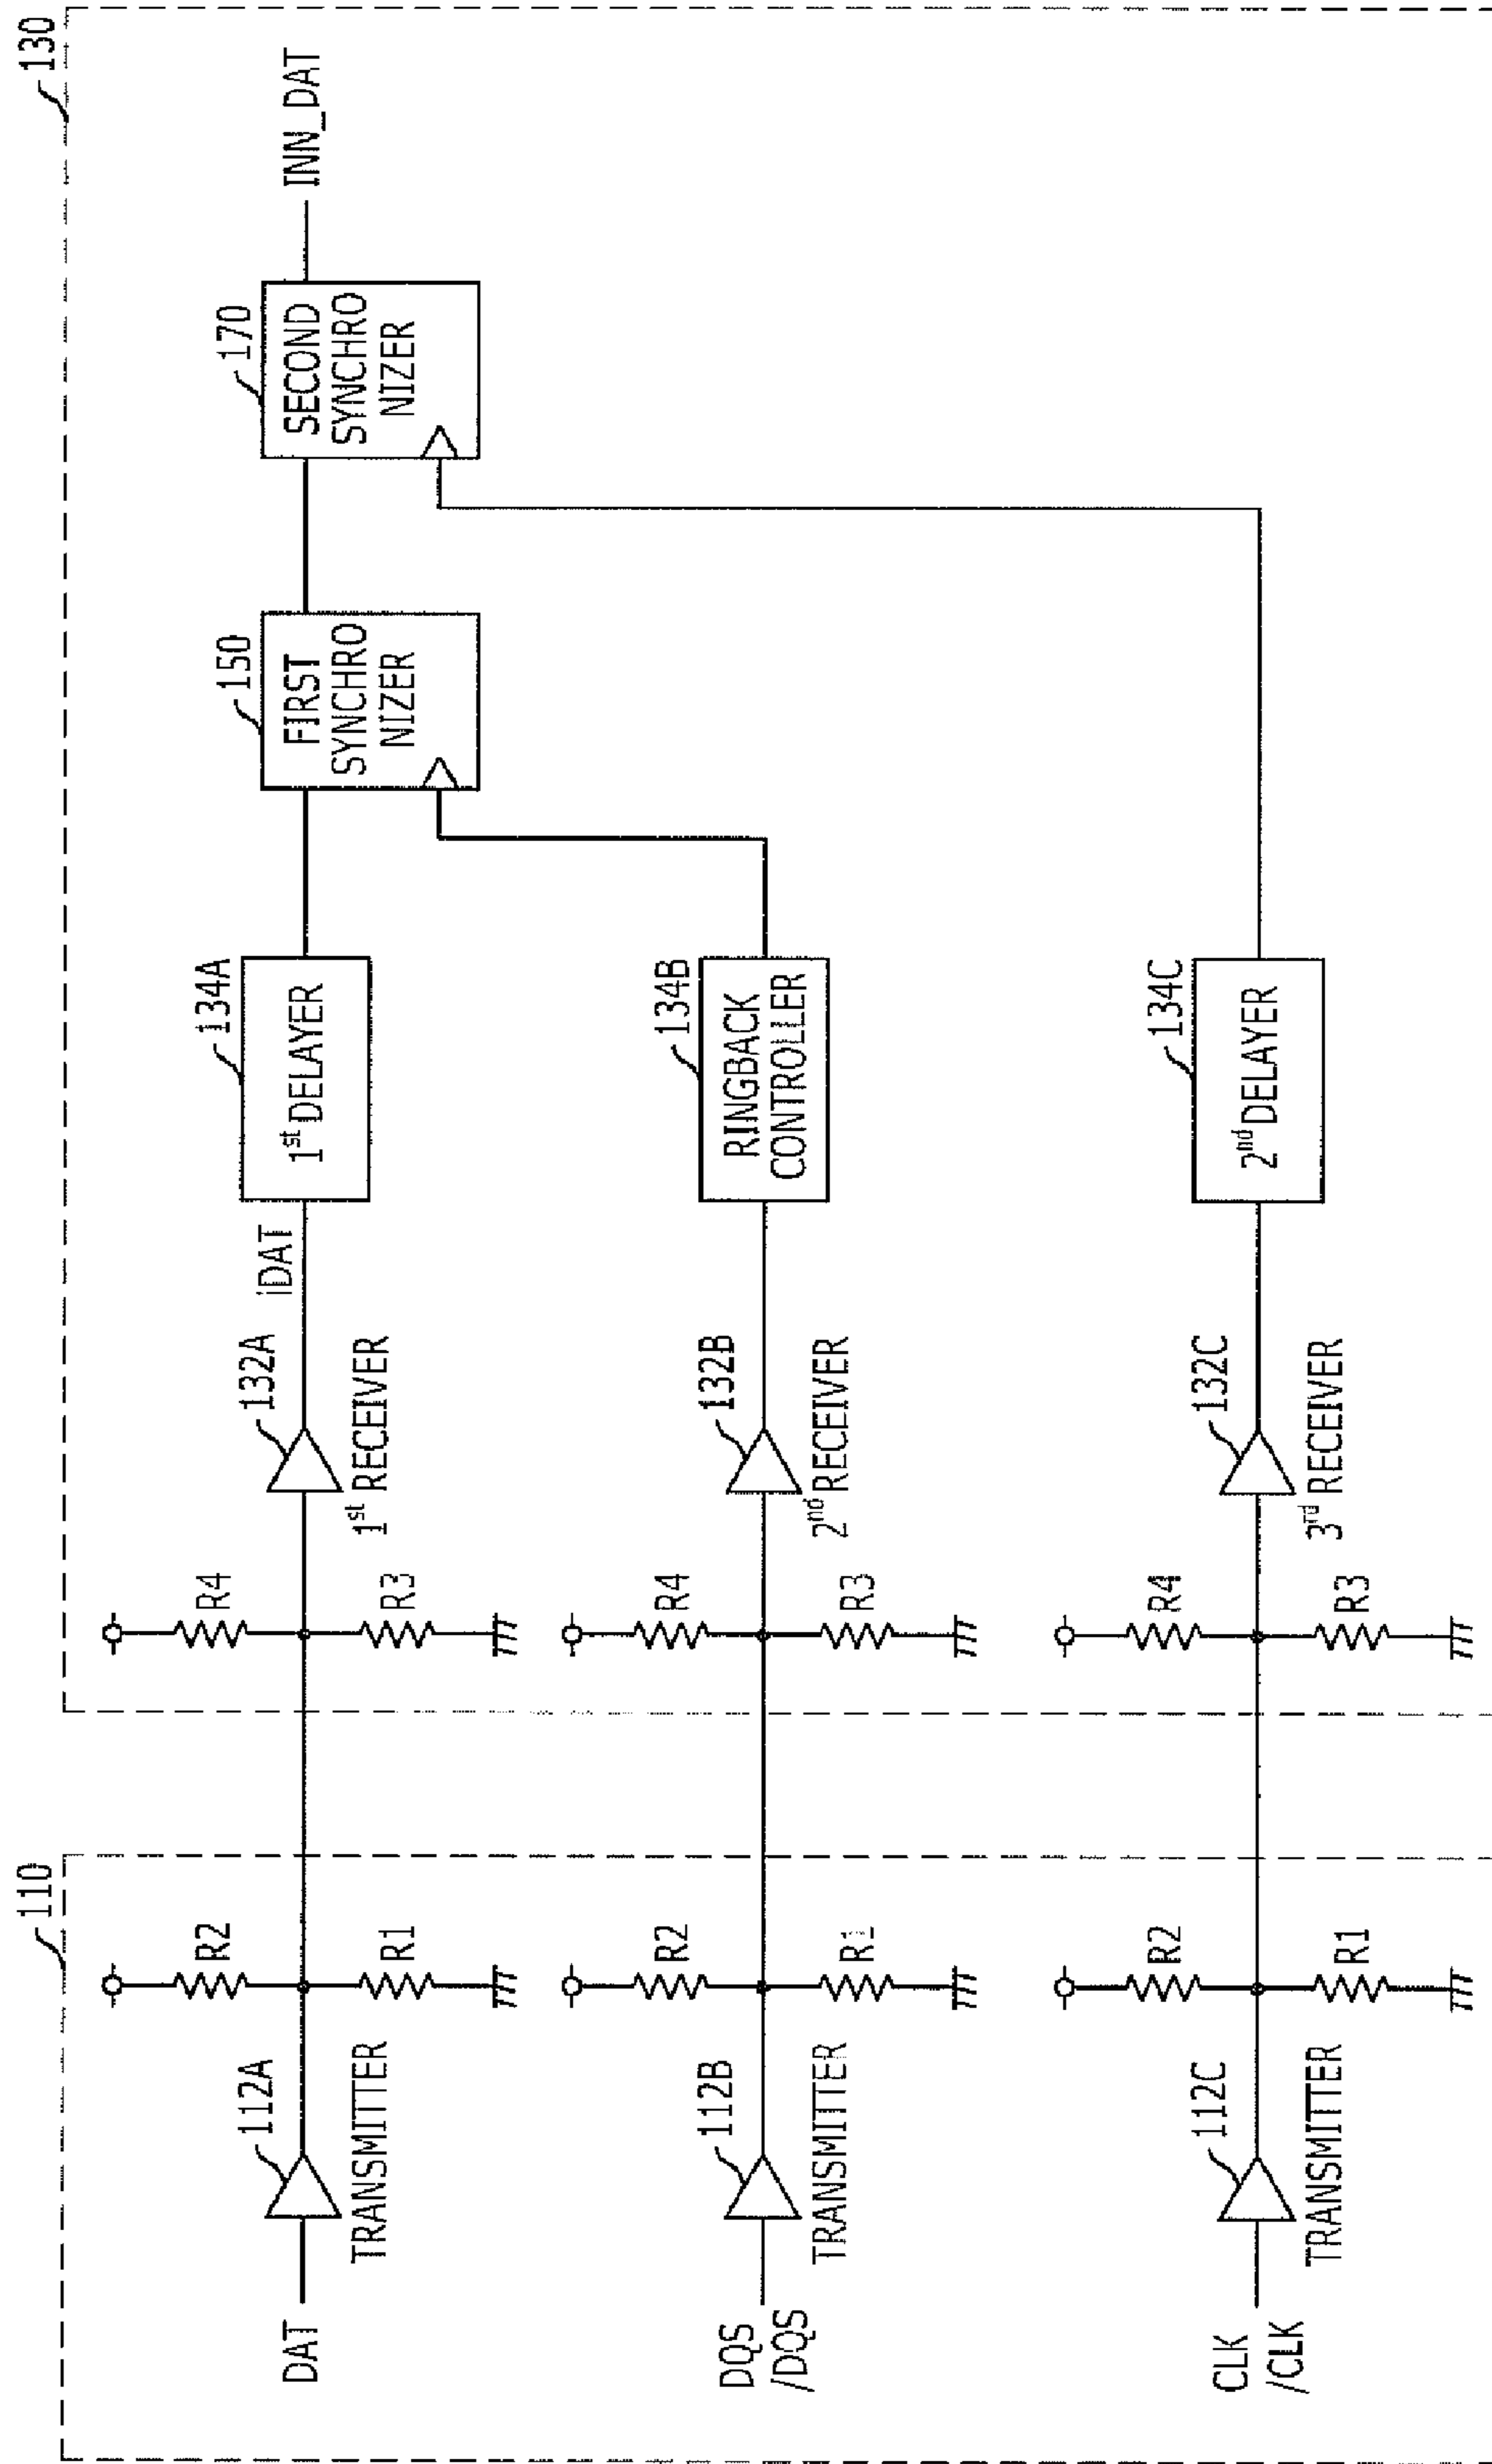 110
130
DAT
112A
TRANSMITTER
R2
R1
R4
R3
132A
1st RECEIVER
iDAT
134A
1st DELAYER
150
FIRST
SYNCHRO
NIZER
170
SECOND
SYNCHRO
NIZER
INN_DAT
DQS
/DQS
112B
TRANSMITTER
R2
R1
R4
R3
132B
2nd RECEIVER
134B
RINGBACK
CONTROLLER
CLK
/CLK
112C
TRANSMITTER
R2
R1
R4
R3
132C
3rd RECEIVER
134C
2nd DELAYER